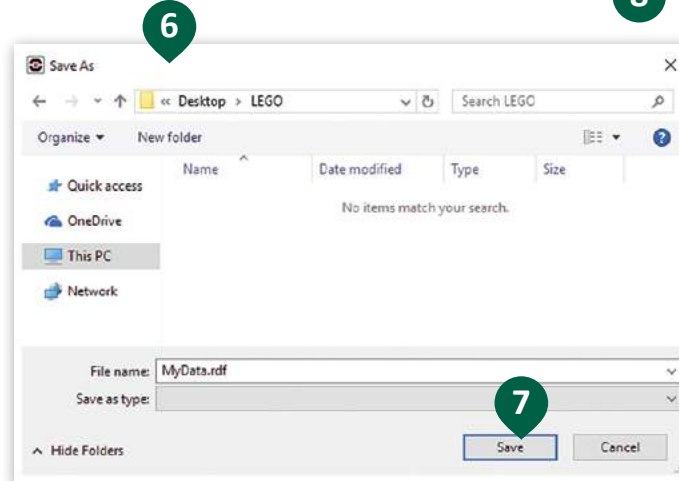 6
8
Save As
« Desktop > LEGO
Search LEGO
Organize
New folder
Name
Date modified
Type
Size
Quick access
No items match your search.
OneDrive
This PC
Network
File name:
MyData.rdf
Save as type:
7
Hide Folders
Save
Cancel